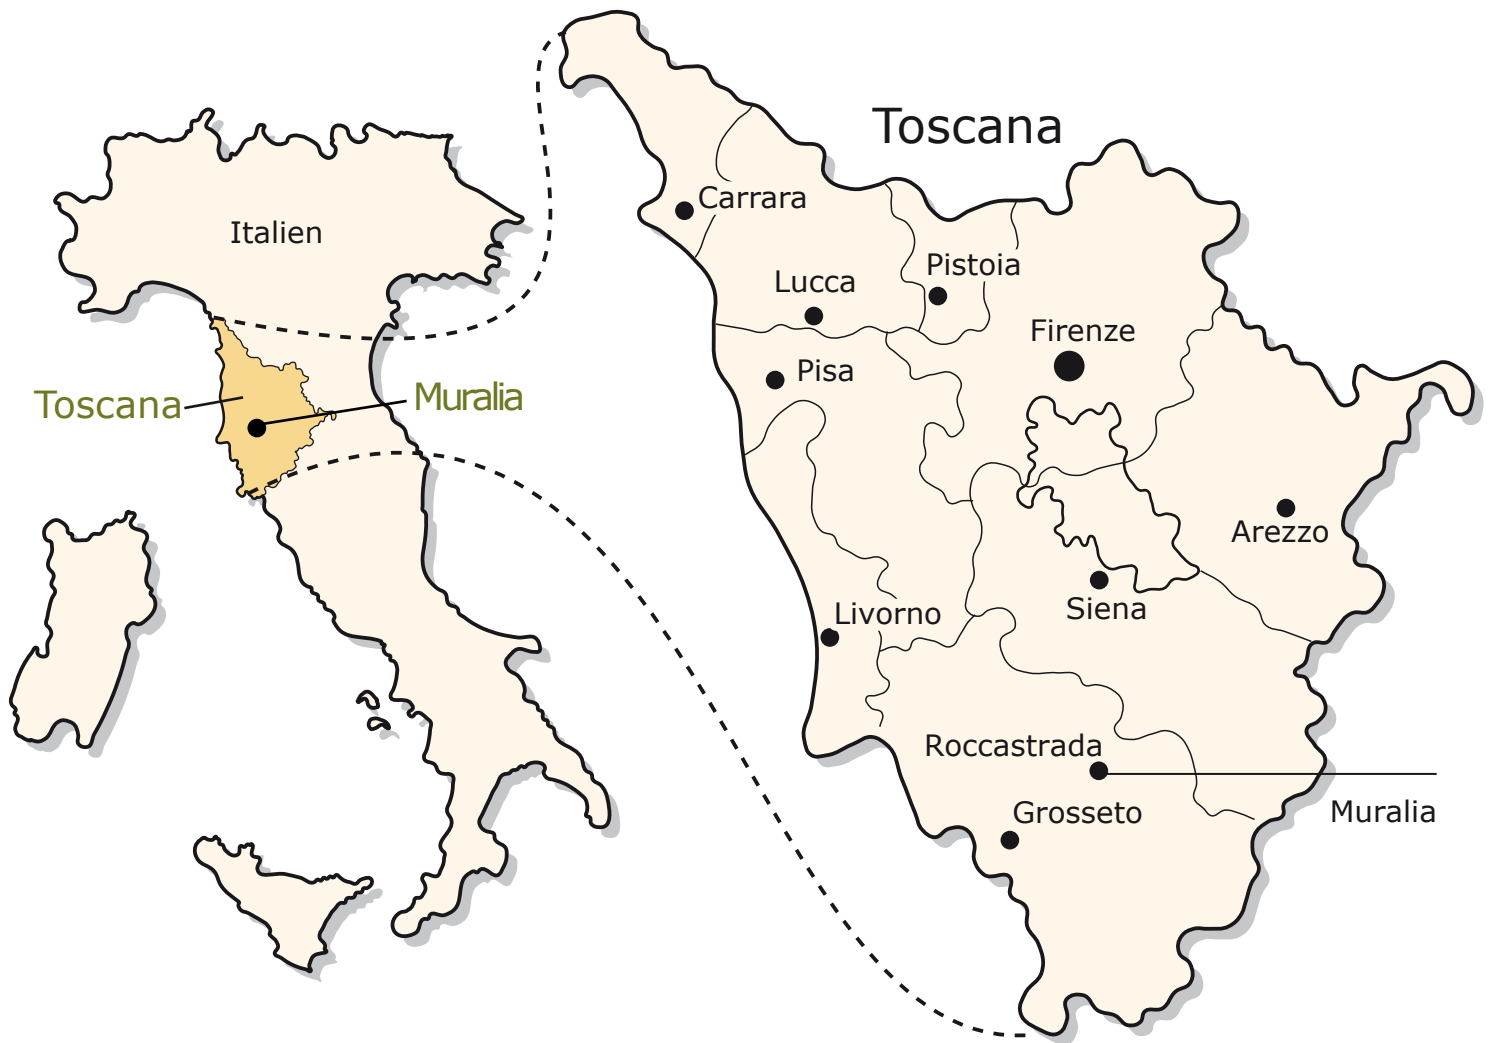 Italien
Toscana
Muralia
Toscana
Carrara
Pistoia
Lucca
Firenze
Pisa
Arezzo
Siena
Livorno
Roccastrada
Muralia
Grosseto